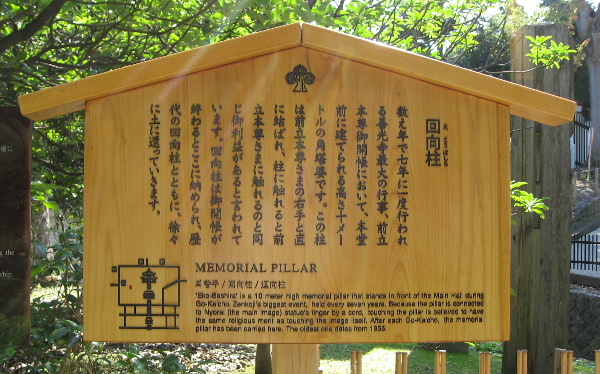 回向柱
え こうばしら
数え年で七年に一度行われ
る善光寺最大の行事、前立
本尊御開帳において、本堂
前に建てられる高さ十メー
トルの角塔婆です。この柱
は前立本尊さまの右手と直
に結ばれ、柱に触れると前
立本尊さまに触れるのと同
じ御利益があると言われて
います。回向柱は御開帳が
終わるとここに納められ、歴
代の回向柱とともに、徐々
に土に還っていきます。
MEMORIAL PILLAR
回向柱
'Eko-Bashira' is a 10 meter high memorial pillar that stands in front of the Main Hall during
Go-Kaicho, Zenkoji's biggest event, held every seven years. Because the pillar is connected
to Nyorai (the main image) statue's finger by a cord, touching the pillar is believed to have
the same religious merit as touching the image itself. After each Go-Kaicho, the memorial
pillar has been carried here. The oldest one dates from 1955.